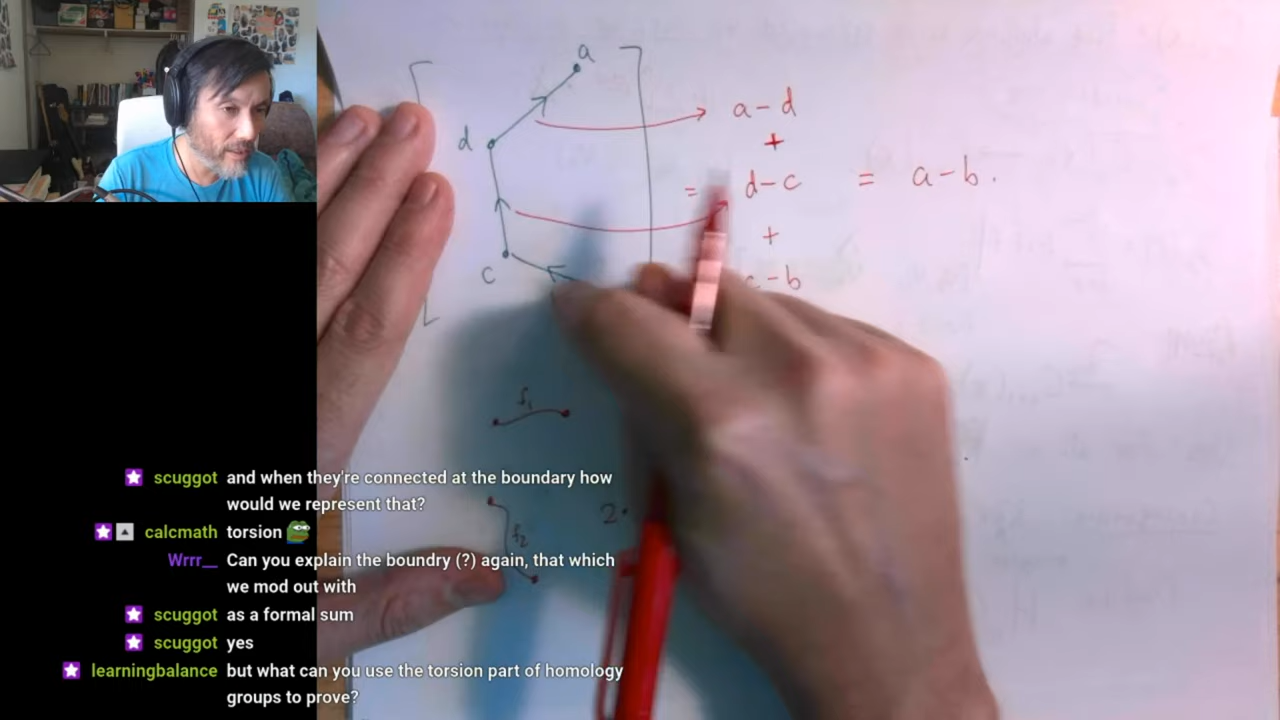 a
d
c
a-d
+
= d-c = a-b.
+
c-b
f₁
f₂
2.
scuggot and when they're connected at the boundary how
would we represent that?
calcmath torsion
Wrrr__ Can you explain the boundry (?) again, that which
we mod out with
scuggot as a formal sum
scuggot yes
learningbalance but what can you use the torsion part of homology
groups to prove?